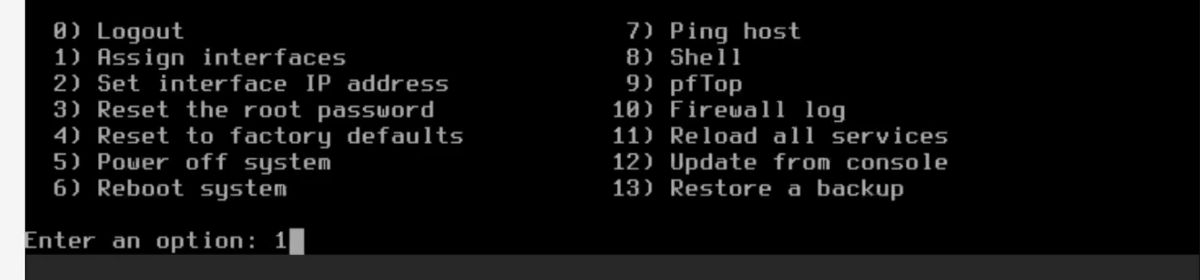 0) Logout 7) Ping host
1) Assign interfaces 8) Shell
2) Set interface IP address 9) pfTop
3) Reset the root password 10) Firewall log
4) Reset to factory defaults 11) Reload all services
5) Power off system 12) Update from console
6) Reboot system 13) Restore a backup
Enter an option: 1